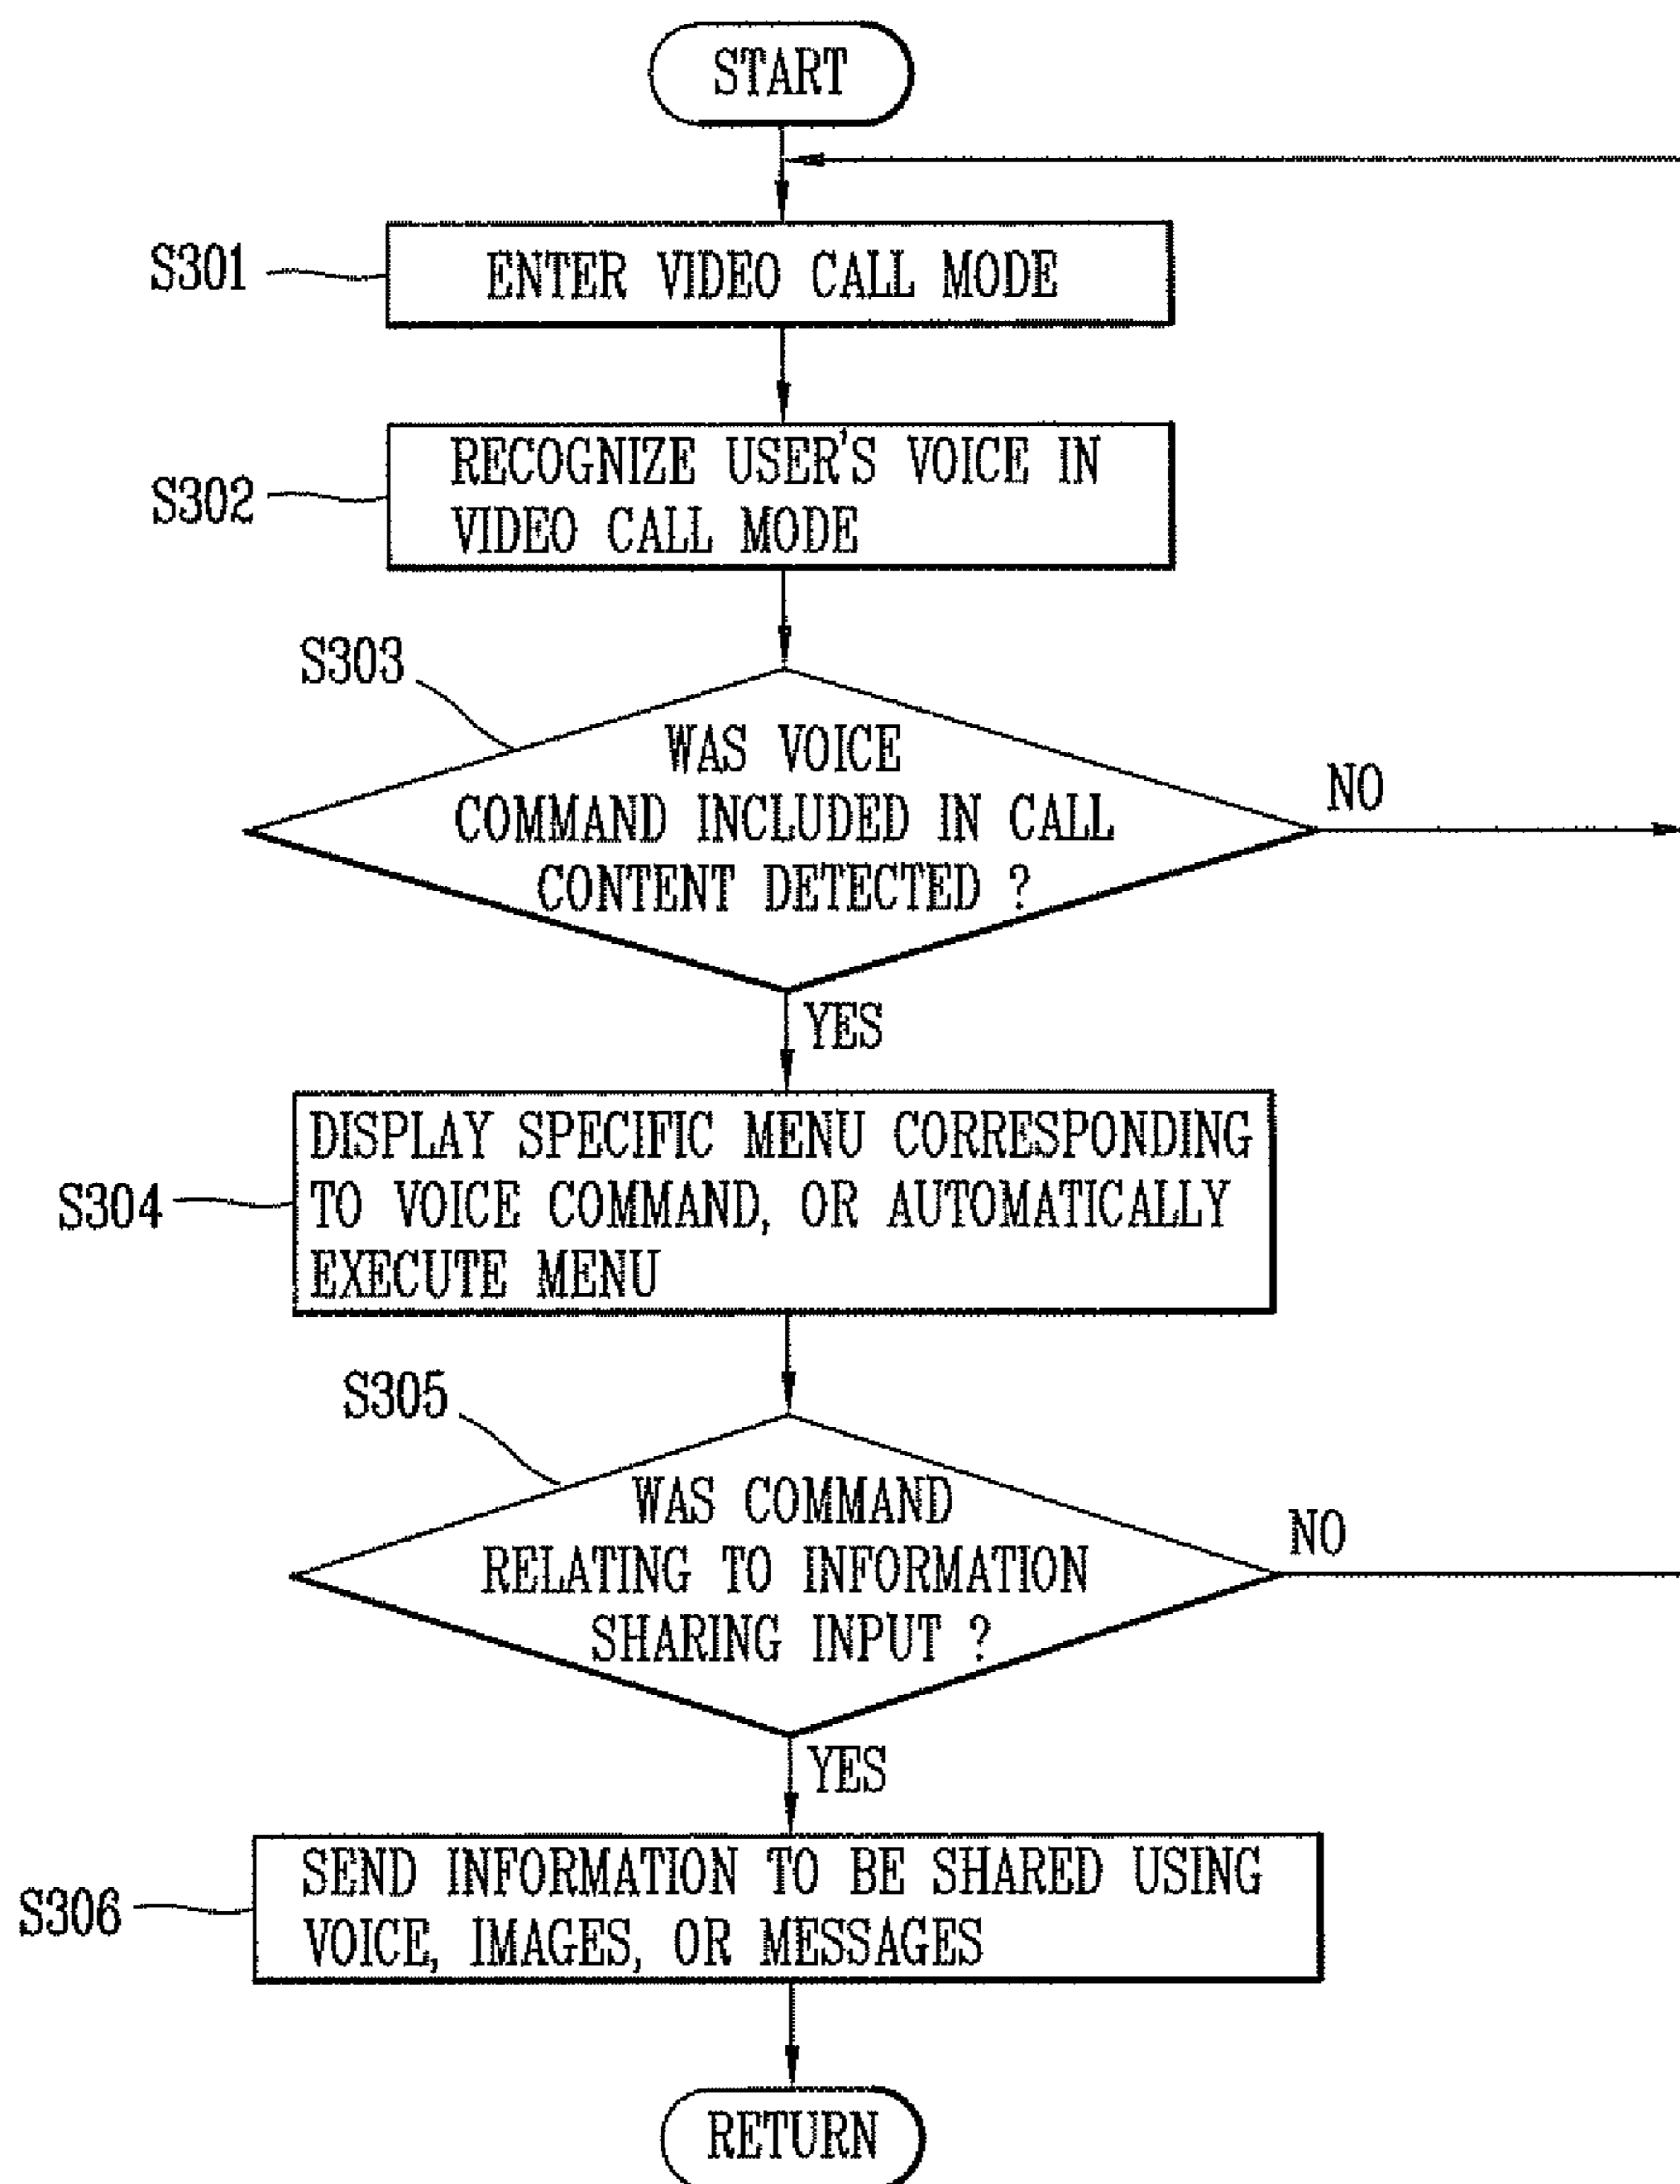 START
S301
ENTER VIDEO CALL MODE
S302
RECOGNIZE USER'S VOICE IN
VIDEO CALL MODE
S303
WAS VOICE
COMMAND INCLUDED IN CALL
CONTENT DETECTED ?
NO
YES
S304
DISPLAY SPECIFIC MENU CORRESPONDING
TO VOICE COMMAND, OR AUTOMATICALLY
EXECUTE MENU
S305
WAS COMMAND
RELATING TO INFORMATION
SHARING INPUT ?
NO
YES
S306
SEND INFORMATION TO BE SHARED USING
VOICE, IMAGES, OR MESSAGES
RETURN